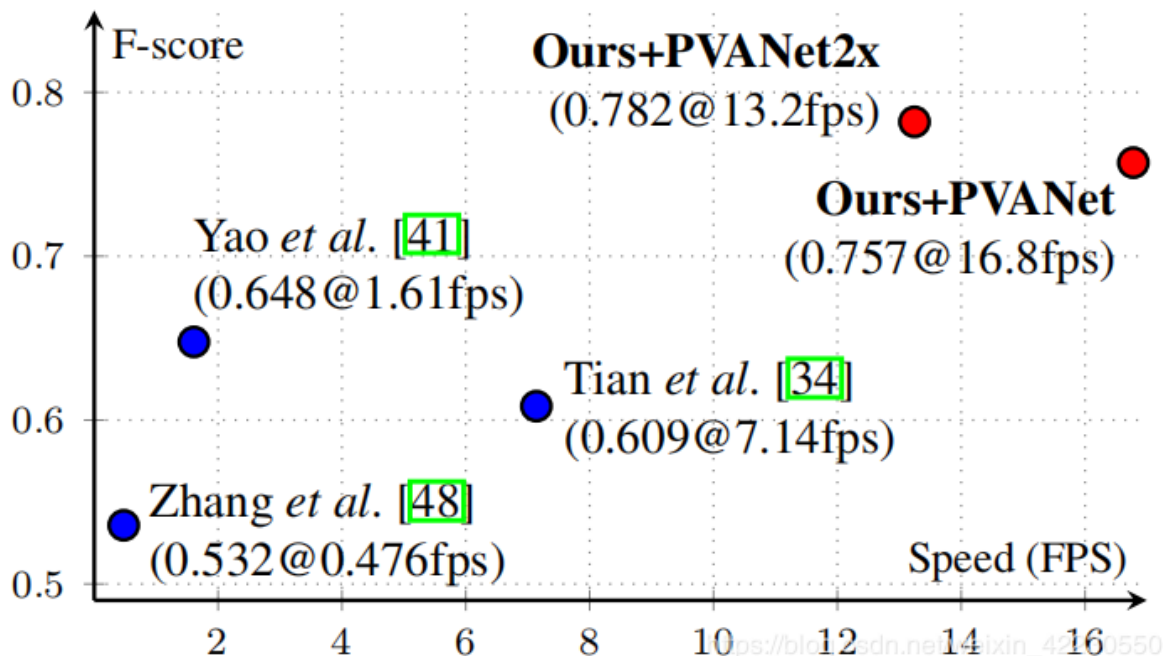 F-score
Ours+PVANet2x
(0.782@13.2fps)
0.8
Ours+PVANet
(0.757@16.8fps)
Yao et al. [41]
(0.648@1.61fps)
0.7
Tian et al. [34]
(0.609@7.14fps)
0.6
Zhang et al. [48]
(0.532@0.476fps)
0.5
Speed (FPS)
2 4 6 8 10 12 14 16